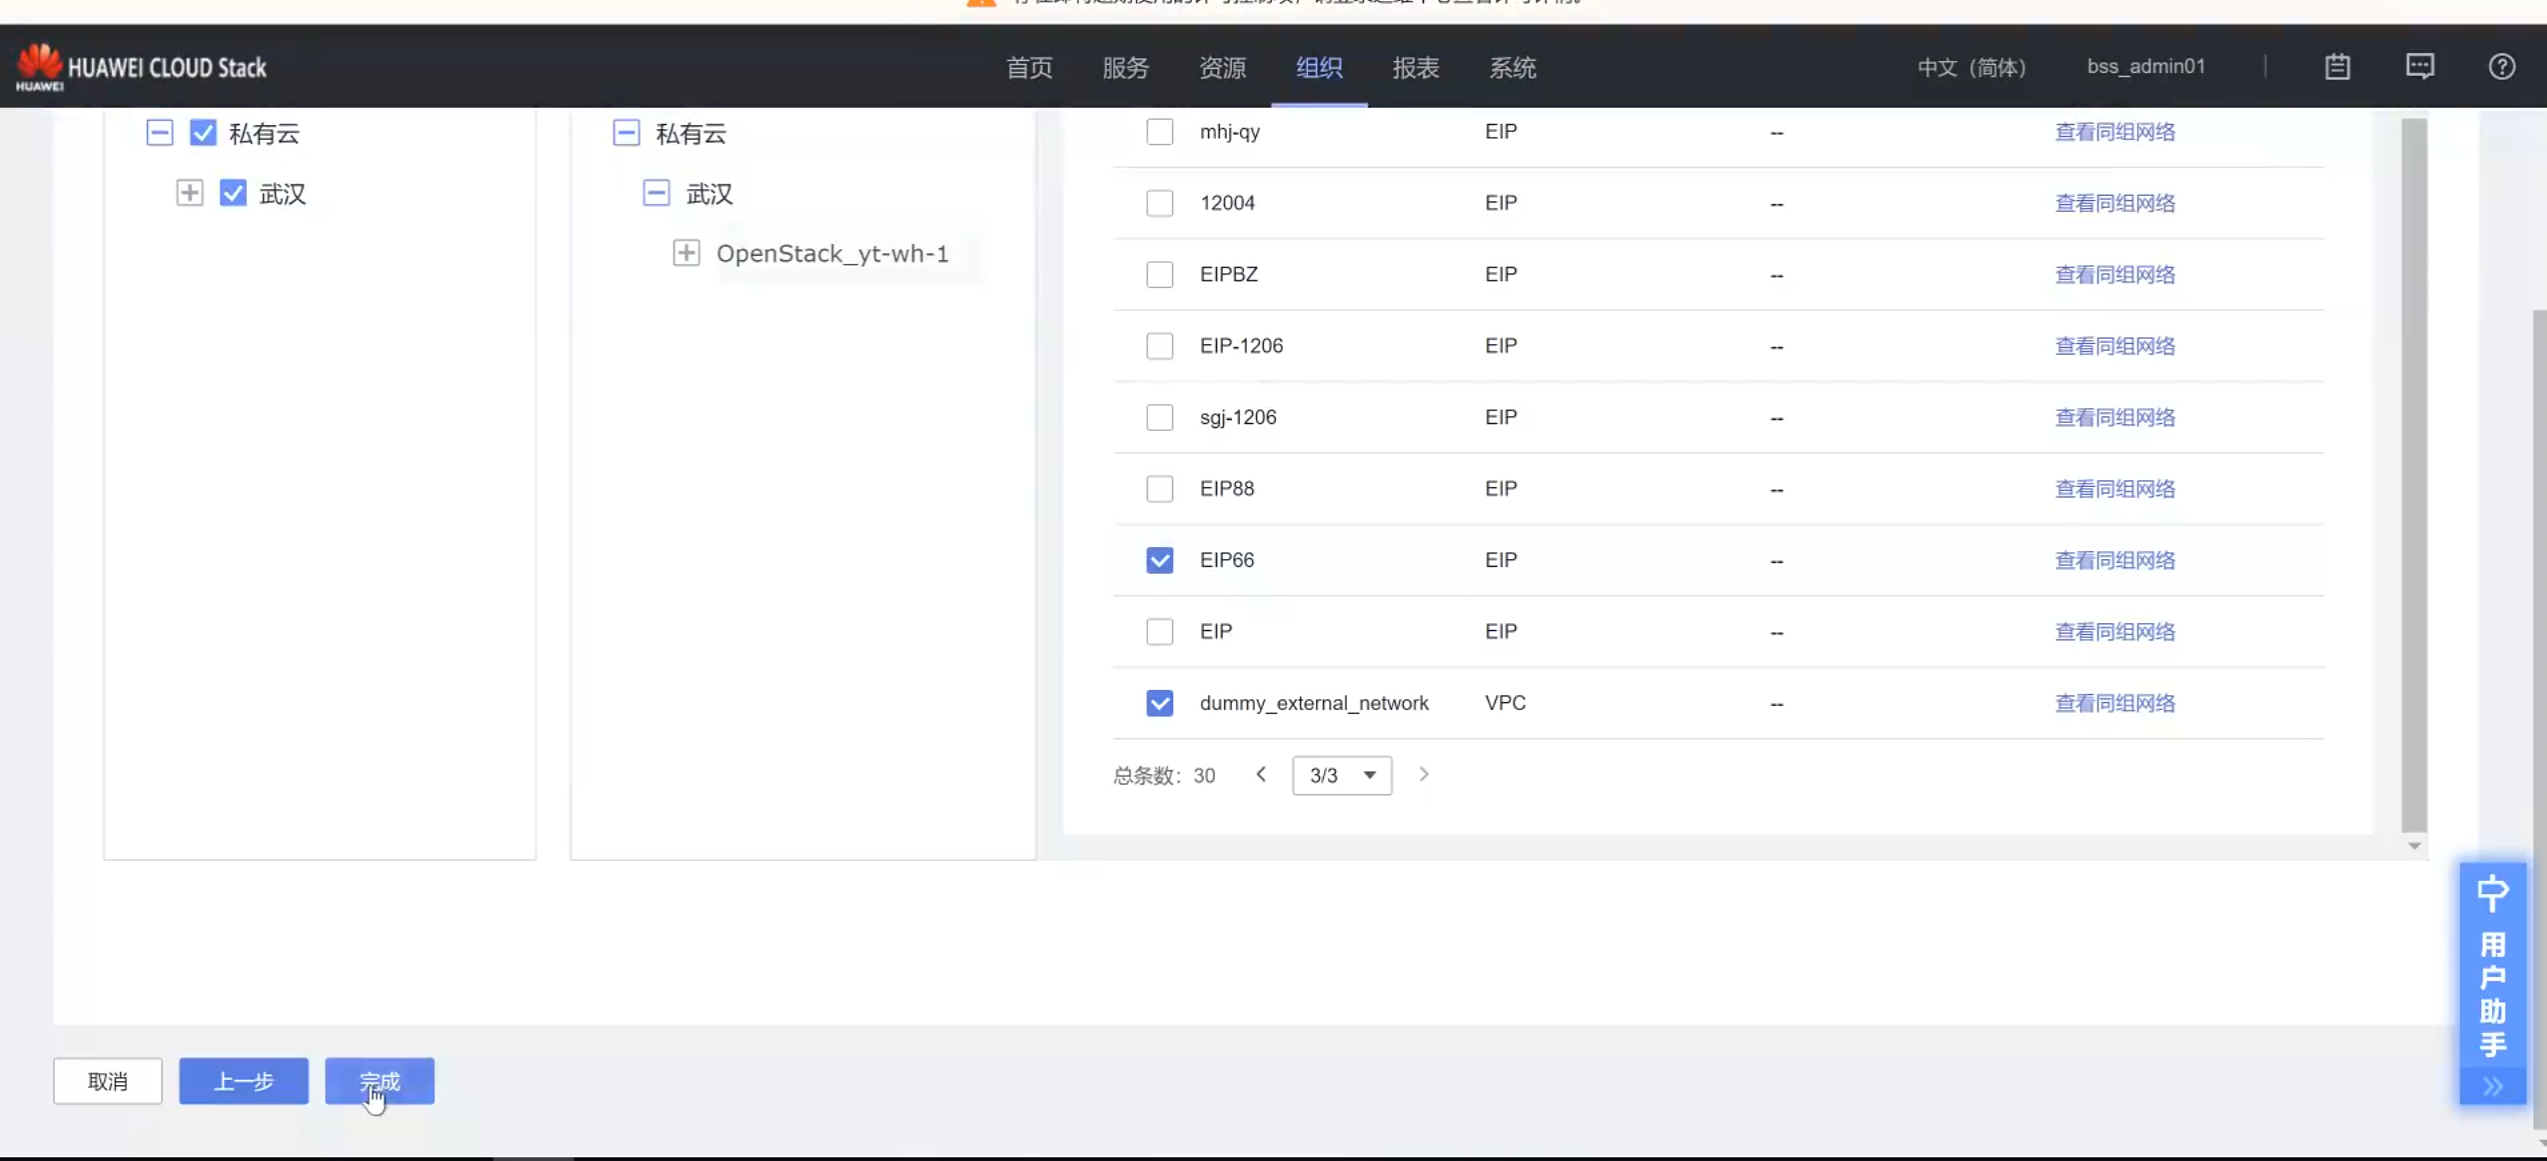 HUAWEI
HUAWEI CLOUD Stack
首页 服务 资源 组织 报表 系统
中文（简体） bss_admin01
私有云
武汉
私有云
武汉
OpenStack_yt-wh-1
mhj-qy EIP -- 查看同组网络
12004 EIP -- 查看同组网络
EIPBZ EIP -- 查看同组网络
EIP-1206 EIP -- 查看同组网络
sgj-1206 EIP -- 查看同组网络
EIP88 EIP -- 查看同组网络
EIP66 EIP -- 查看同组网络
EIP EIP -- 查看同组网络
dummy_external_network VPC -- 查看同组网络
总条数：30 3/3
取消 上一步 完成
用户助手